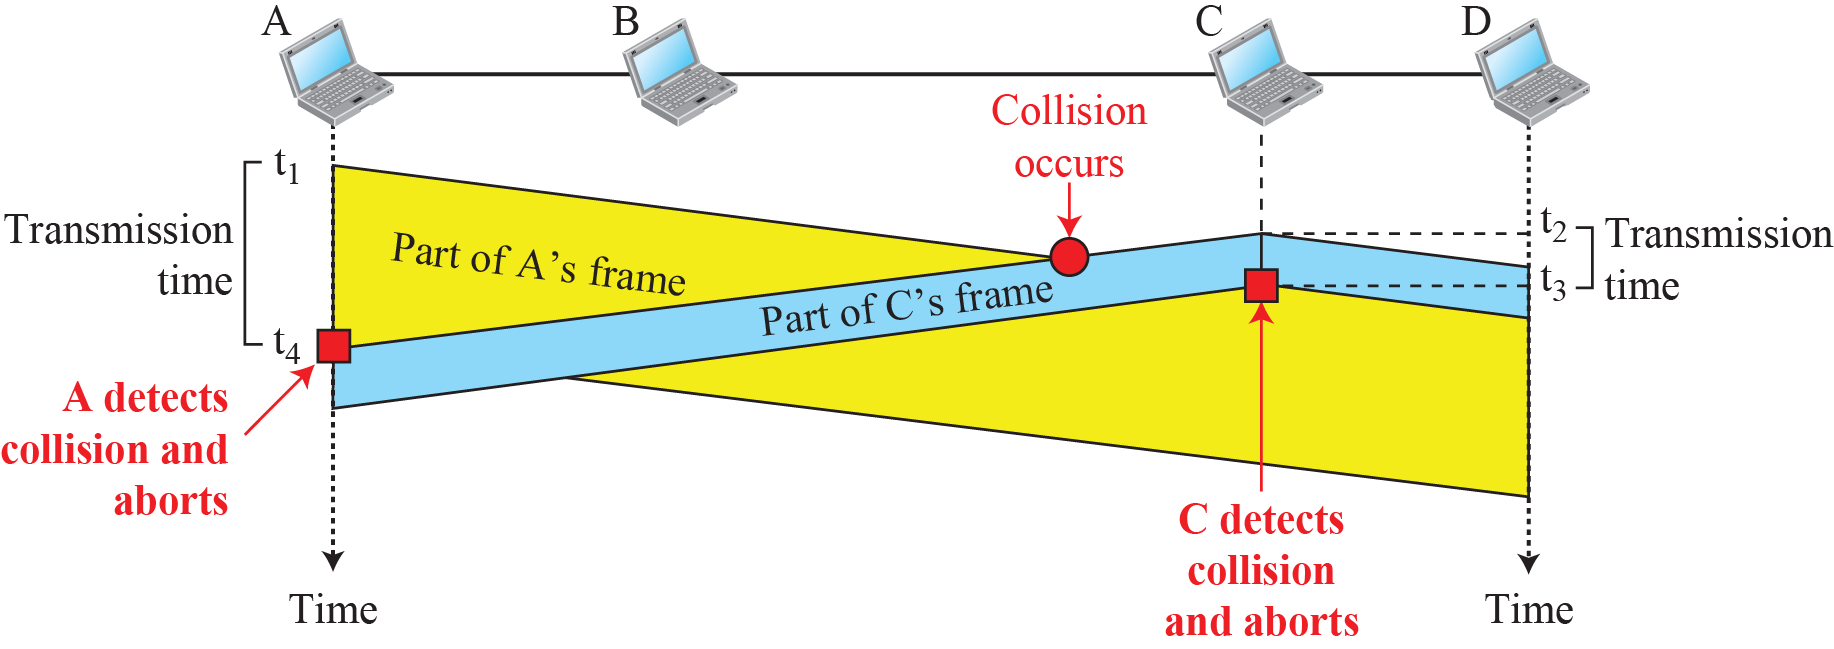 A
B
C
D
Collision
occurs
t1
Transmission
time
t4
Part of A's frame
Part of C's frame
t2
t3
Transmission
time
A detects
collision and
aborts
C detects
collision
and aborts
Time
Time